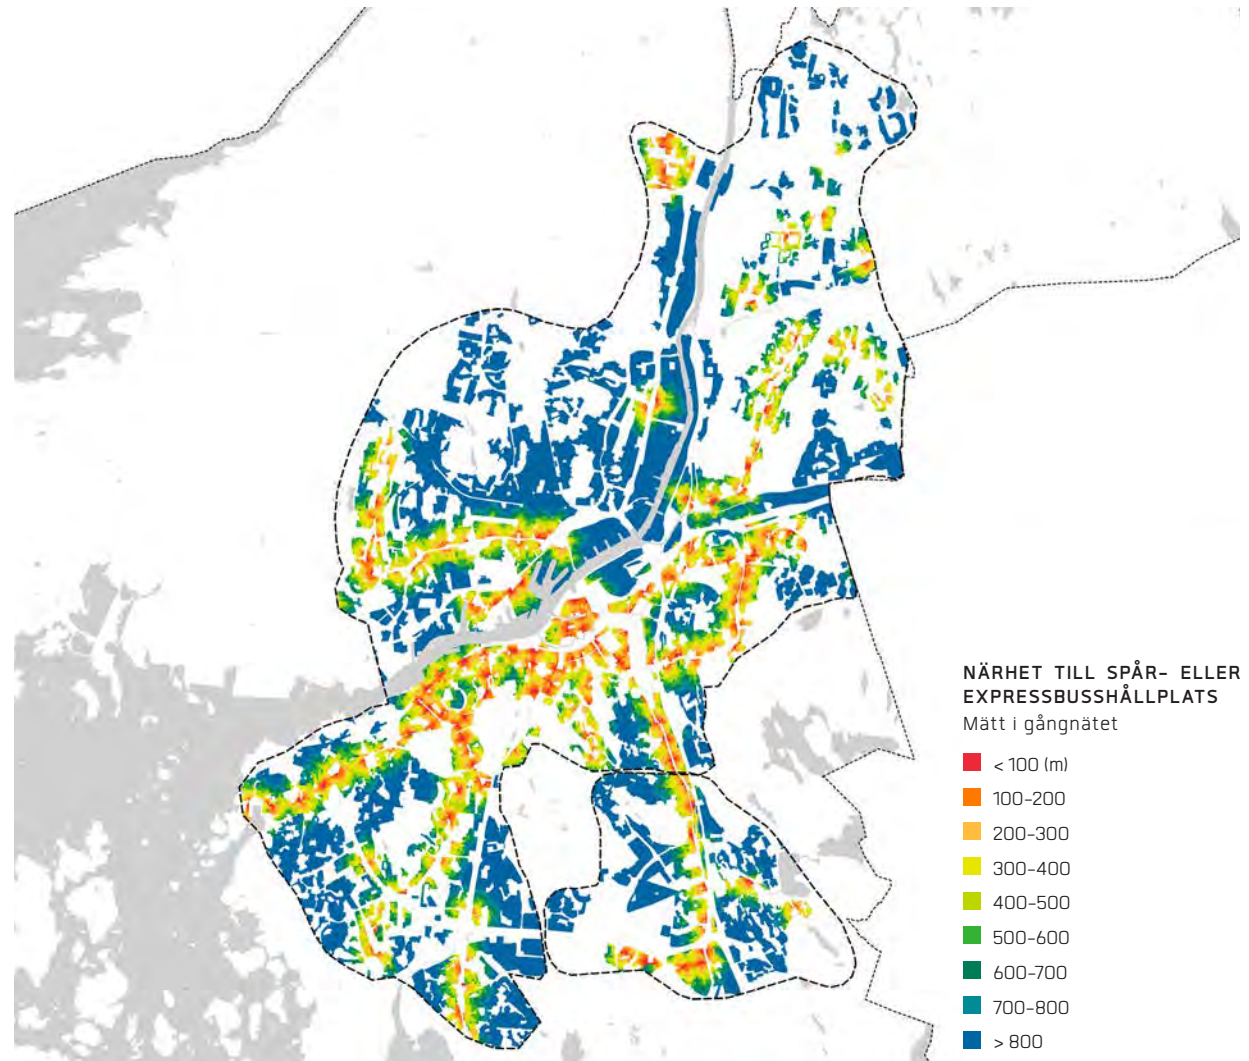 NÄRHET TILL SPÅR- ELLER
EXPRESSBUSSHÅLLPLATS
Mätt i gångnätet
< 100 (m)
100-200
200-300
300-400
400-500
500-600
600-700
700-800
> 800